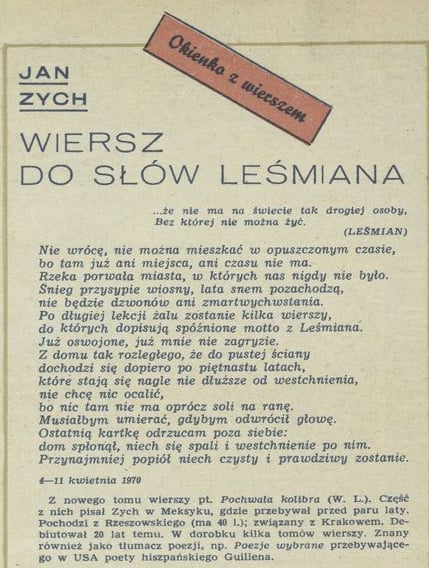 Okienko z wierszem
JAN
ZYCH
WIERSZ
DO SŁÓW LEŚMIANA
...że nie ma na świecie tak drogiej osoby,
Bez której nie można żyć.
(LEŚMIAN)
Nie wrócę, nie można mieszkać w opuszczonym czasie,
bo tam już ani miejsca, ani czasu nie ma.
Rzeka porwała miasta, w których nas nigdy nie było.
Śnieg przysypie wiosny, lata snem pozachodzą,
nie będzie dzwonów ani zmartwychwstania.
Po długiej lekcji żalu zostanie kilka wierszy,
do których dopisują spóźnione motto z Leśmiana.
Już oswojone, już mnie nie zagryzie.
Z domu tak rozległego, że do pustej ściany
dochodzi się dopiero po piętnastu latach,
które stają się nagle nie dłuższe od westchnienia,
nie chcę nic ocalić,
bo nic tam nie ma oprócz soli na ranę.
Musiałbym umierać, gdybym odwrócił głowę.
Ostatnią kartkę odrzucam poza siebie:
dom spłonął, niech się spali i westchnienie po nim.
Przynajmniej popiół niech czysty i prawdziwy zostanie.
4—11 kwietnia 1970
Z nowego tomu wierszy pt. Pochwała kolibra (W. L.). Część
z nich pisał Zych w Meksyku, gdzie przebywał przed paru laty.
Pochodzi z Rzeszowskiego (ma 40 l.); związany z Krakowem. De-
biutował 20 lat temu. W dorobku kilka tomów wierszy. Znany
również jako tłumacz poezji, np. Poezje wybrane przebywające-
go w USA poety hiszpańskiego Guillena.